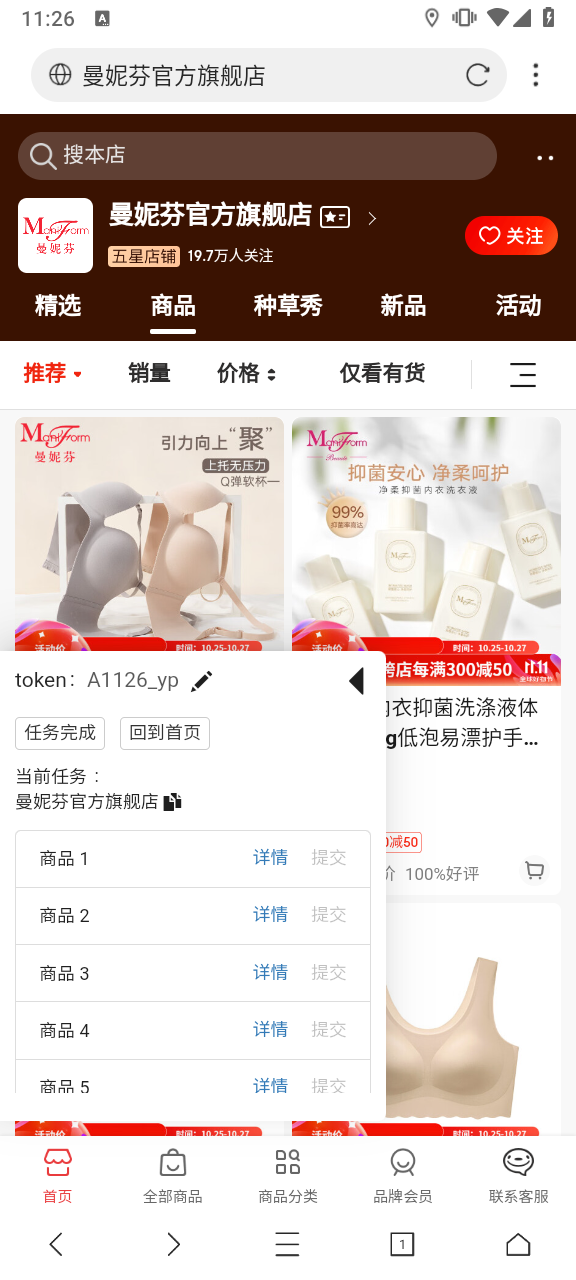 11:26
A
曼妮芬官方旗舰店
搜本店
ManiForm
曼妮芬
曼妮芬官方旗舰店
五星店铺 19.7万人关注
关注
精选 商品 种草秀 新品 活动
推荐 销量 价格 仅看有货
ManiForm
曼妮芬
引力向上“聚”
上托无压力
Q弹软杯
ManiForm
抑菌安心 净柔呵护
净柔抑菌内衣洗衣液
99%
抑菌率高达
活动价
时间：10.25-10.27
活动价
时间：10.25-10.27
跨店每满300减50
11.11
全球好物节
token： A1126_yp
任务完成 回到首页
当前任务：
曼妮芬官方旗舰店
商品 1 详情 提交
商品 2 详情 提交
商品 3 详情 提交
商品 4 详情 提交
商品 5 详情 提交
内衣抑菌洗涤液体
g低泡易漂护手...
减50
100%好评
活动价
时间：10.25-10.27
活动价
时间：10.25-10.27
首页 全部商品 商品分类 品牌会员 联系客服
1